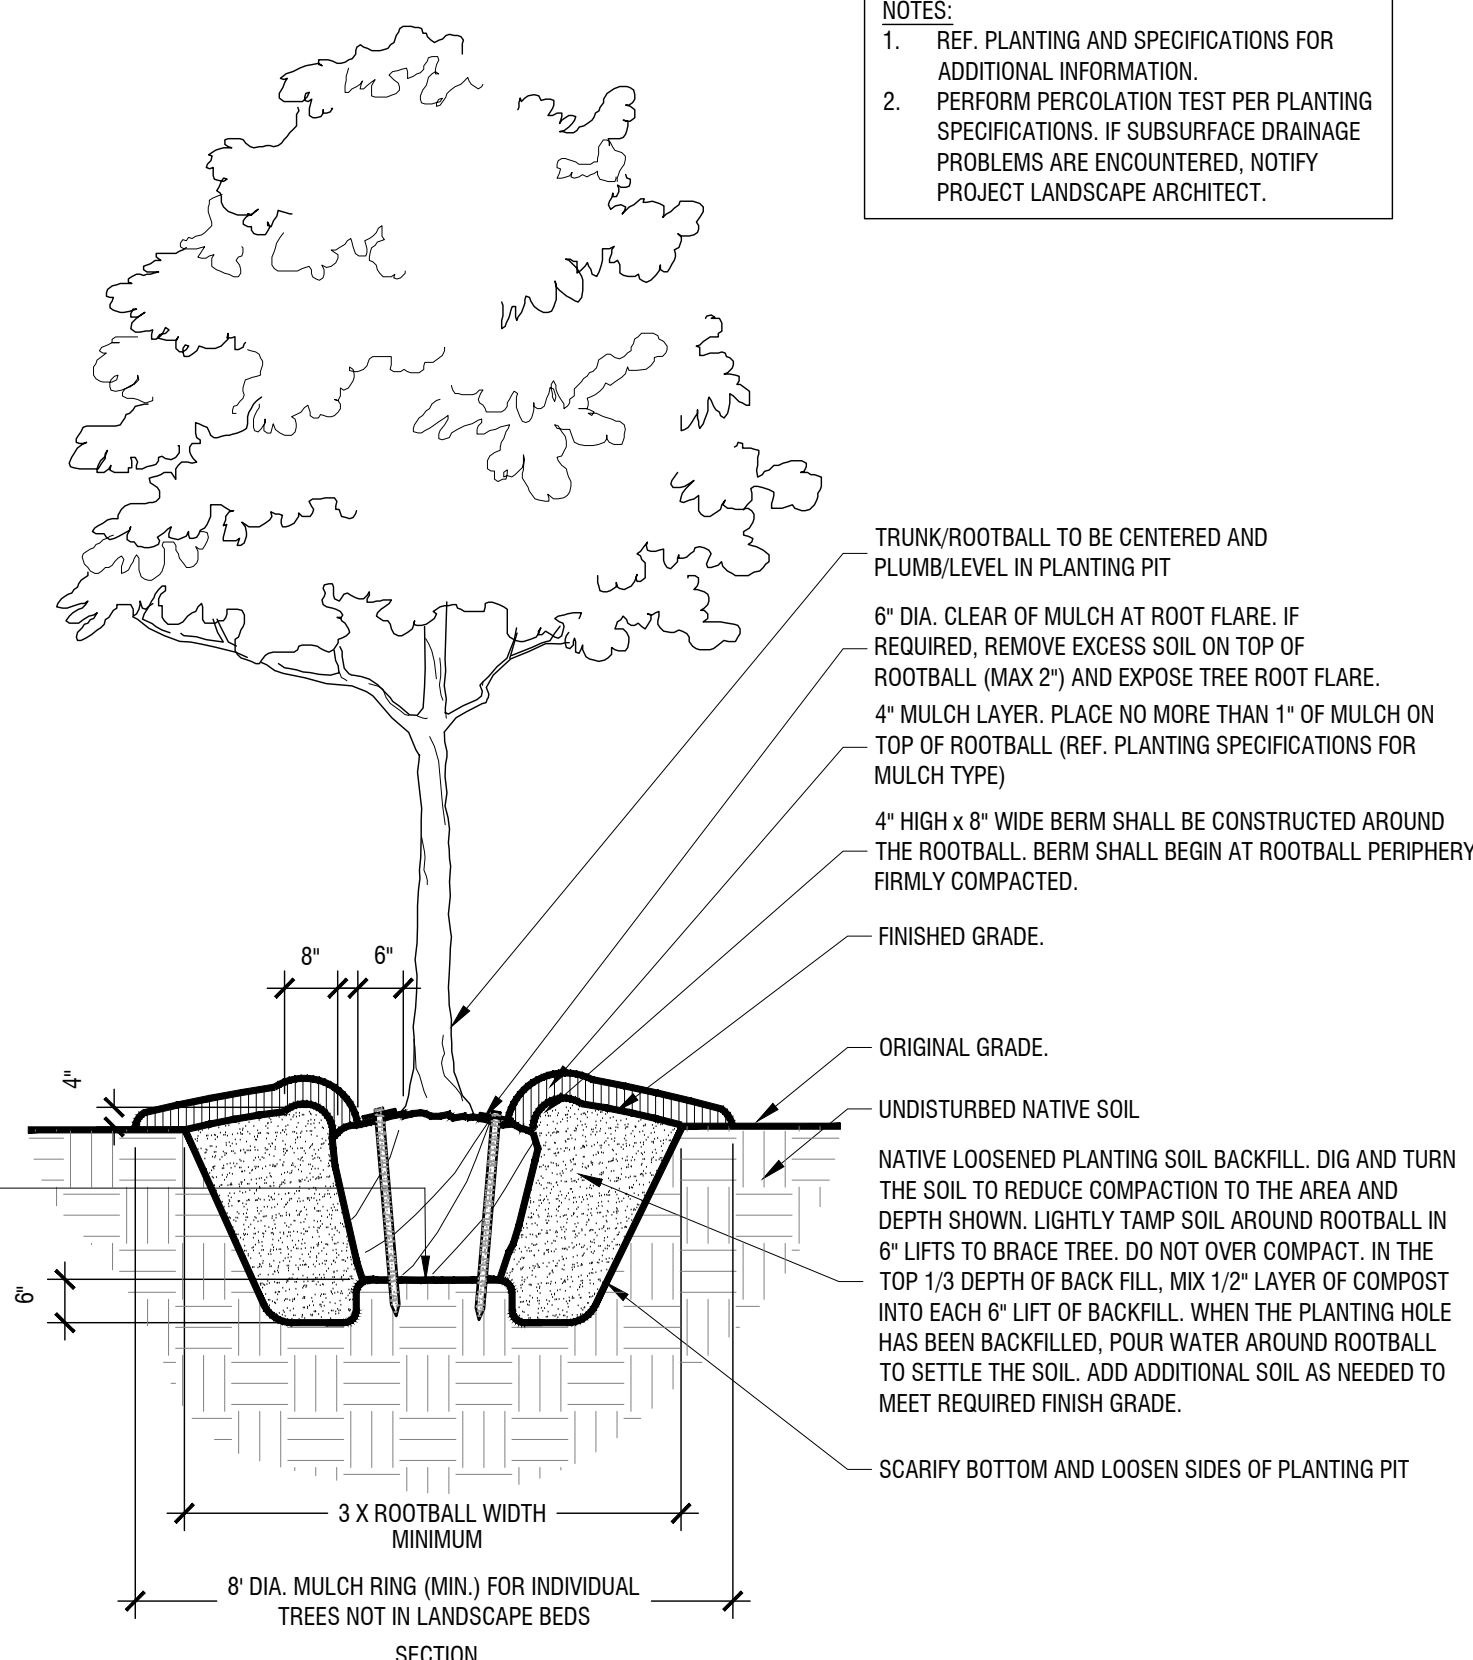 NOTES:
1. REF. PLANTING AND SPECIFICATIONS FOR
ADDITIONAL INFORMATION.
2. PERFORM PERCOLATION TEST PER PLANTING
SPECIFICATIONS. IF SUBSURFACE DRAINAGE
PROBLEMS ARE ENCOUNTERED, NOTIFY
PROJECT LANDSCAPE ARCHITECT.
TRUNK/ROOTBALL TO BE CENTERED AND
PLUMB/LEVEL IN PLANTING PIT
6" DIA. CLEAR OF MULCH AT ROOT FLARE. IF
REQUIRED, REMOVE EXCESS SOIL ON TOP OF
ROOTBALL (MAX 2") AND EXPOSE TREE ROOT FLARE.
4" MULCH LAYER. PLACE NO MORE THAN 1" OF MULCH ON
TOP OF ROOTBALL (REF. PLANTING SPECIFICATIONS FOR
MULCH TYPE)
4" HIGH x 8" WIDE BERM SHALL BE CONSTRUCTED AROUND
THE ROOTBALL. BERM SHALL BEGIN AT ROOTBALL PERIPHERY
FIRMLY COMPACTED.
FINISHED GRADE.
ORIGINAL GRADE.
UNDISTURBED NATIVE SOIL
NATIVE LOOSENED PLANTING SOIL BACKFILL. DIG AND TURN
THE SOIL TO REDUCE COMPACTION TO THE AREA AND
DEPTH SHOWN. LIGHTLY TAMP SOIL AROUND ROOTBALL IN
6" LIFTS TO BRACE TREE. DO NOT OVER COMPACT. IN THE
TOP 1/3 DEPTH OF BACK FILL, MIX 1/2" LAYER OF COMPOST
INTO EACH 6" LIFT OF BACKFILL. WHEN THE PLANTING HOLE
HAS BEEN BACKFILLED, POUR WATER AROUND ROOTBALL
TO SETTLE THE SOIL. ADD ADDITIONAL SOIL AS NEEDED TO
MEET REQUIRED FINISH GRADE.
SCARIFY BOTTOM AND LOOSEN SIDES OF PLANTING PIT
8"
6"
4"
6"
3 X ROOTBALL WIDTH
MINIMUM
8' DIA. MULCH RING (MIN.) FOR INDIVIDUAL
TREES NOT IN LANDSCAPE BEDS
SECTION